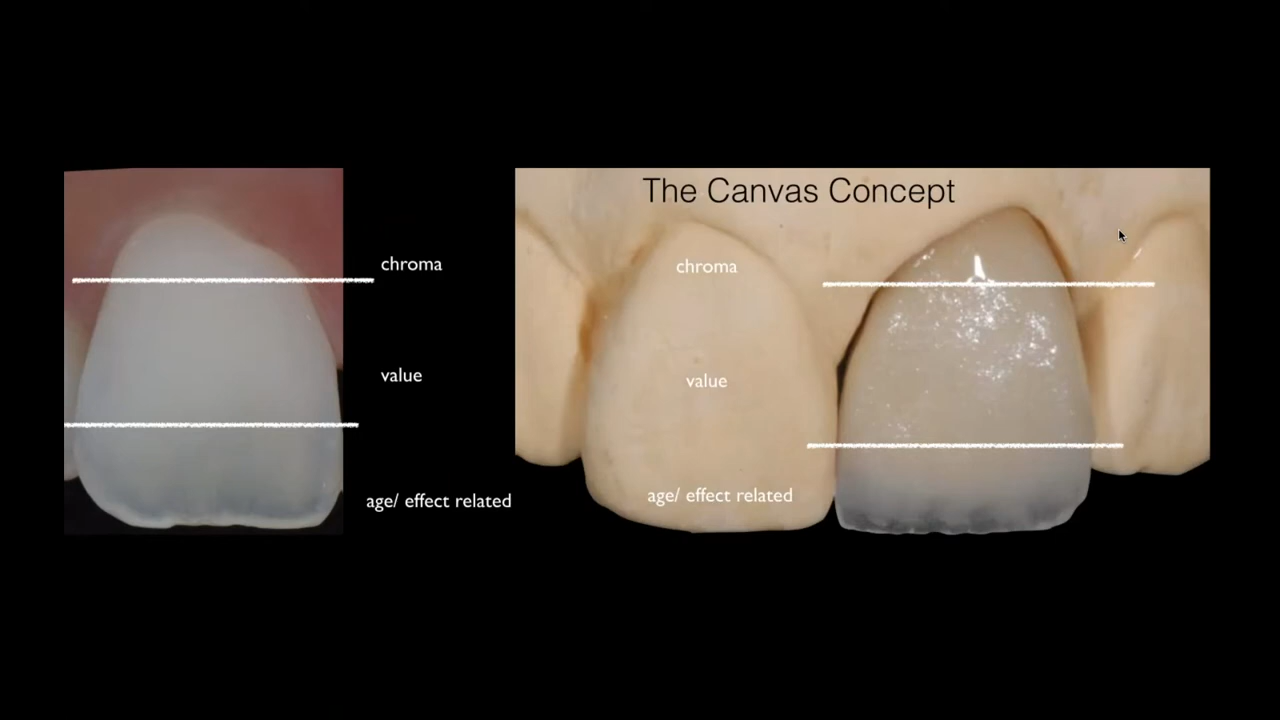 The Canvas Concept
chroma
value
age/ effect related
chroma
value
age/ effect related